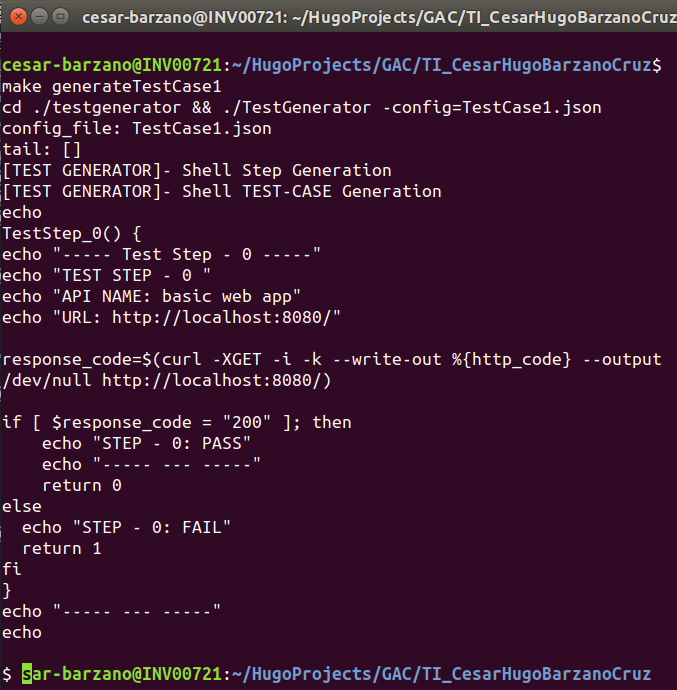 cesar-barzano@INV00721: ~/HugoProjects/GAC/TI_CesarHugoBarzanoCruz
cesar-barzano@INV00721:~/HugoProjects/GAC/TI_CesarHugoBarzanoCruz$
make generateTestCase1
cd ./testgenerator && ./TestGenerator -config=TestCase1.json
config_file: TestCase1.json
tail: []
[TEST GENERATOR]- Shell Step Generation
[TEST GENERATOR]- Shell TEST-CASE Generation
echo
TestStep_0() {
echo "----- Test Step - 0 -----"
echo "TEST STEP - 0 "
echo "API NAME: basic web app"
echo "URL: http://localhost:8080/"

response_code=$(curl -XGET -i -k --write-out %{http_code} --output
/dev/null http://localhost:8080/)

if [ $response_code = "200" ]; then
    echo "STEP - 0: PASS"
    echo "----- --- -----"
    return 0
else
  echo "STEP - 0: FAIL"
  return 1
fi
}
echo "----- --- -----"
echo

$ sar-barzano@INV00721:~/HugoProjects/GAC/TI_CesarHugoBarzanoCruz